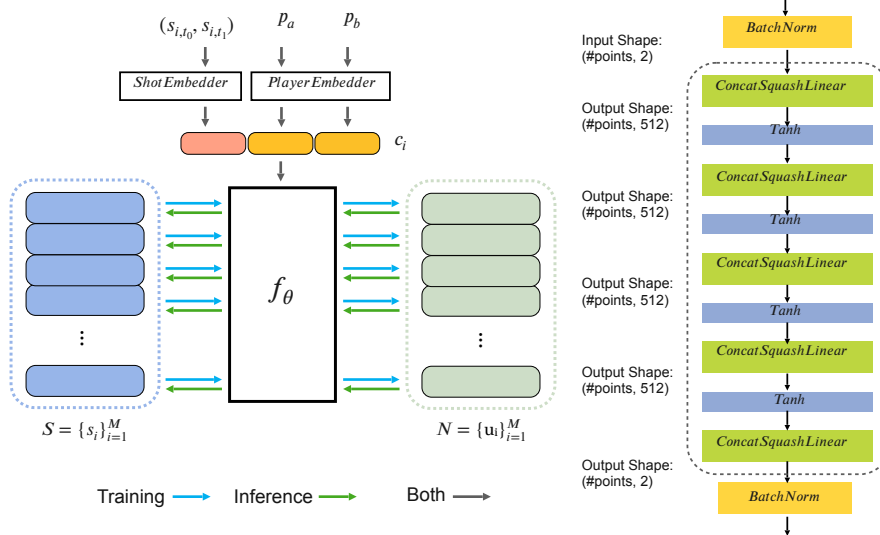 (s_{i,t_0}, s_{i,t_1})
p_a
p_b
ShotEmbedder
PlayerEmbedder
c_i
f_θ
⋮
⋮
S = {s_i}_{i=1}^M
N = {u_i}_{i=1}^M
Training
Inference
Both
BatchNorm
Input Shape:
(#points, 2)
ConcatSquashLinear
Output Shape:
(#points, 512)
Tanh
ConcatSquashLinear
Output Shape:
(#points, 512)
Tanh
ConcatSquashLinear
Output Shape:
(#points, 512)
Tanh
ConcatSquashLinear
Output Shape:
(#points, 512)
Tanh
ConcatSquashLinear
Output Shape:
(#points, 2)
BatchNorm